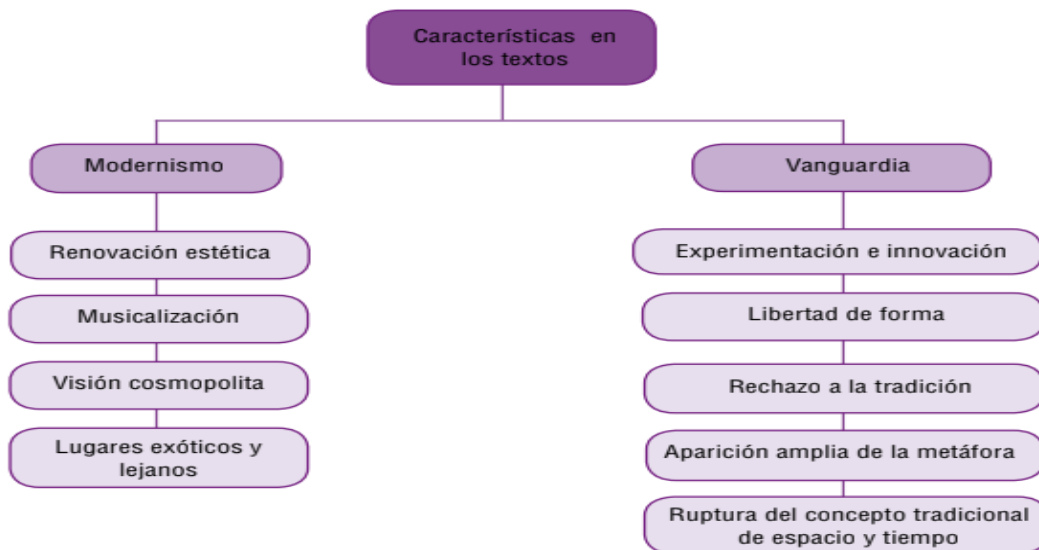 Características en
los textos
Modernismo
Renovación estética
Musicalización
Visión cosmopolita
Lugares exóticos y
lejanos
Vanguardia
Experimentación e innovación
Libertad de forma
Rechazo a la tradición
Aparición amplia de la metáfora
Ruptura del concepto tradicional
de espacio y tiempo